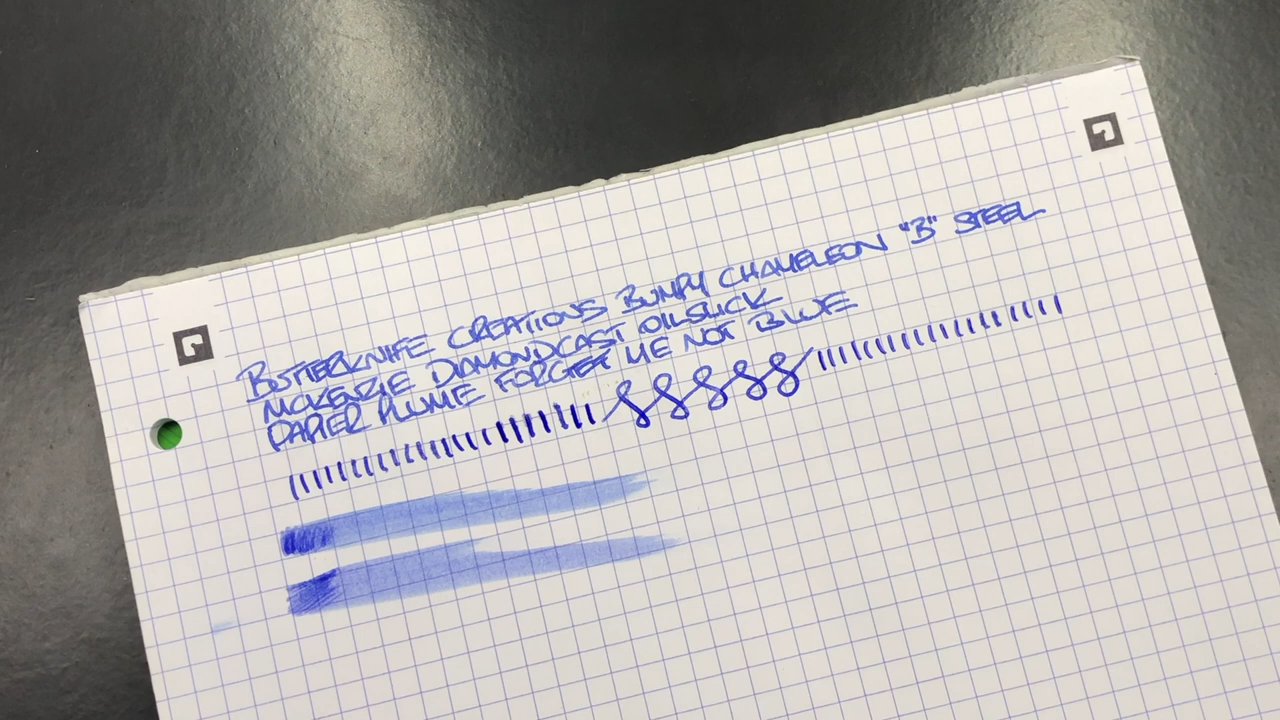 BUTTERKNIFE CREATIONS BUMPY CHAMELEON "B" STEEL
MCKENZIE DIAMONDCAST OILSLICK
PAPIER PLUME FORGET ME NOT BLUE